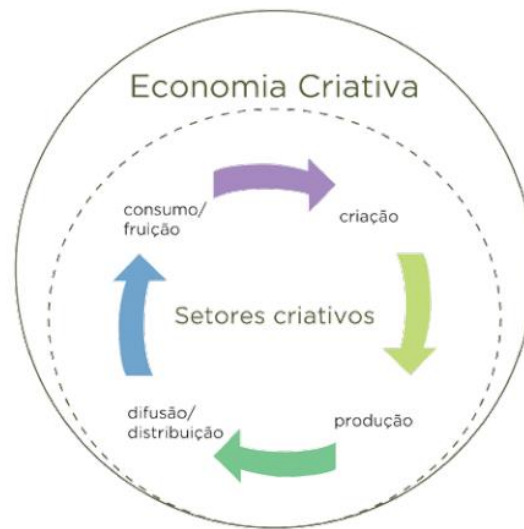 Economia Criativa
consumo/
fruição
criação
Setores criativos
difusão/
distribuição
produção